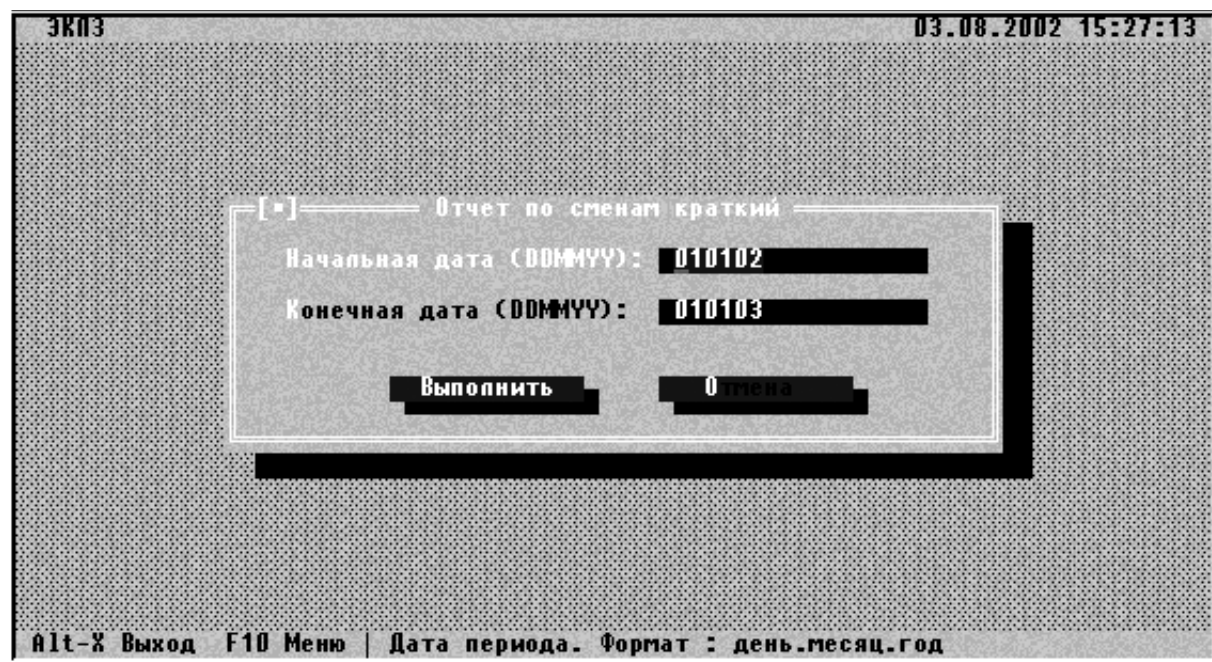 ЭКЛЗ 03.08.2002 15:27:13
[▪] Отчет по сменам краткий
Начальная дата (DDMMYY): 010102
Конечная дата (DDMMYY): 010103
Выполнить Отмена
Alt-X Выход F10 Меню | Дата периода. Формат : день.месяц.год